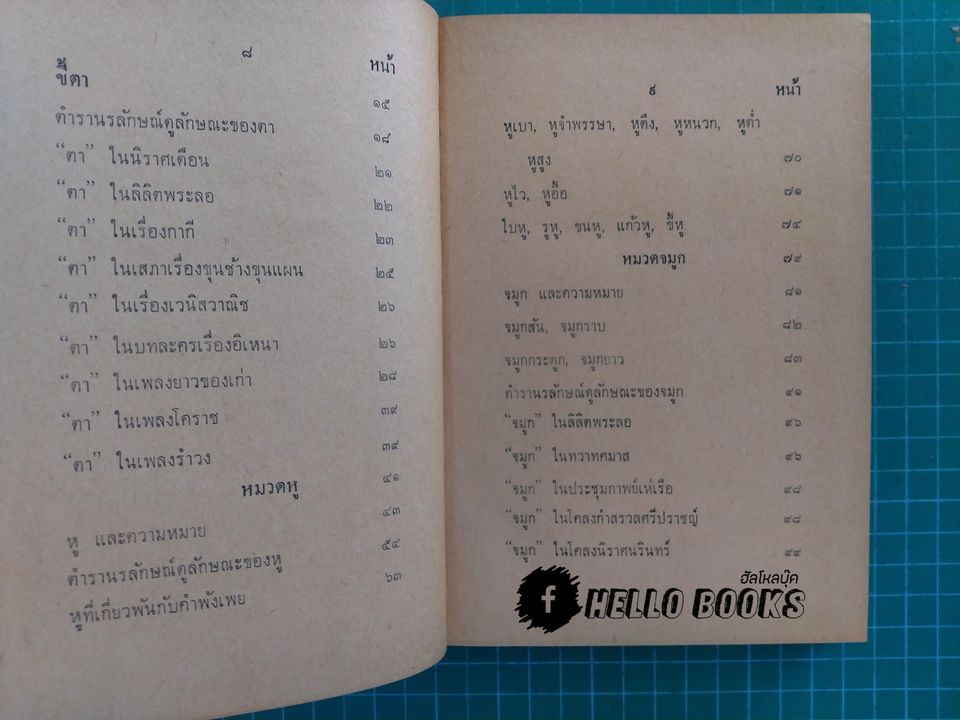 ๘
หน้า
ขี้ตา ๑๕
ตำรานรลักษณ์ดูลักษณะของตา ๑๘
“ตา” ในนิราศเดือน ๒๑
“ตา” ในลิลิตพระลอ ๒๒
“ตา” ในเรื่องกากี ๒๓
“ตา” ในเสภาเรื่องขุนช้างขุนแผน ๒๕
“ตา” ในเรื่องเวนิสวาณิช ๒๖
“ตา” ในบทละครเรื่องอิเหนา ๒๖
“ตา” ในเพลงยาวของเก่า ๒๘
“ตา” ในเพลงโคราช ๓๙
“ตา” ในเพลงรำวง ๓๙
หมวดหู ๔๑
หู และความหมาย ๔๓
ตำรานรลักษณ์ดูลักษณะของหู ๕๔
หูที่เกี่ยวพันกับคำพังเพย ๖๓
๙ หน้า
หูเบา, หูจำพรรษา, หูตึง, หูหนวก, หูต่ำ
หูสูง ๗๐
หูไว, หูอื้อ ๗๑
ใบหู, รูหู, ขนหู, แก้วหู, ขี้หู ๗๔
หมวดจมูก ๗๙
จมูก และความหมาย ๘๑
จมูกสัน, จมูกราบ ๘๒
จมูกกระดูก, จมูกยาว ๘๓
ตำรานรลักษณ์ดูลักษณะของจมูก ๙๑
“จมูก” ในลิลิตพระลอ ๙๖
“จมูก” ในทวาทศมาส ๙๖
“จมูก” ในประชุมกาพย์เห่เรือ ๙๘
“จมูก” ในโคลงกำสรวลศรีปราชญ์ ๙๘
“จมูก” ในโคลงนิราศนรินทร์ ๙๙
ฮัลโหลบุ๊ค
f HELLO BOOKS